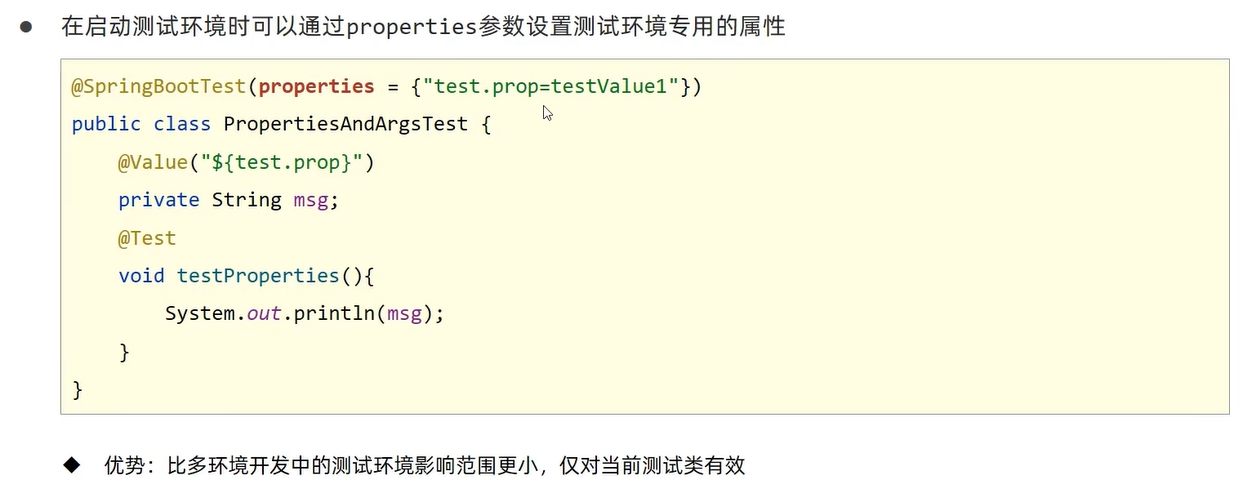 ● 在启动测试环境时可以通过properties参数设置测试环境专用的属性
@SpringBootTest(properties = {"test.prop=testValue1"})
public class PropertiesAndArgsTest {
    @Value("${test.prop}")
    private String msg;
    @Test
    void testProperties(){
        System.out.println(msg);
    }
}
◆ 优势：比多环境开发中的测试环境影响范围更小，仅对当前测试类有效